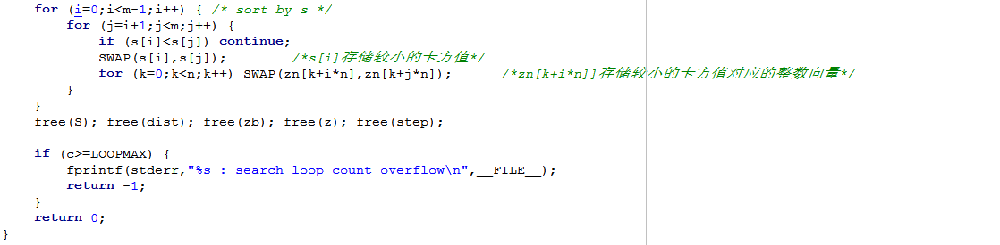 for (i=0;i<m-1;i++) { /* sort by s */
for (j=i+1;j<m;j++) {
if (s[i]<s[j]) continue;
SWAP(s[i],s[j]); /*s[i]存储较小的卡方值*/
for (k=0;k<n;k++) SWAP(zn[k+i*n],zn[k+j*n]); /*zn[k+i*n]]存储较小的卡方值对应的整数向量*/
}
}
free(S); free(dist); free(zb); free(z); free(step);
if (c>=LOOPMAX) {
fprintf(stderr,"%s : search loop count overflow\n",__FILE__);
return -1;
}
return 0;
}